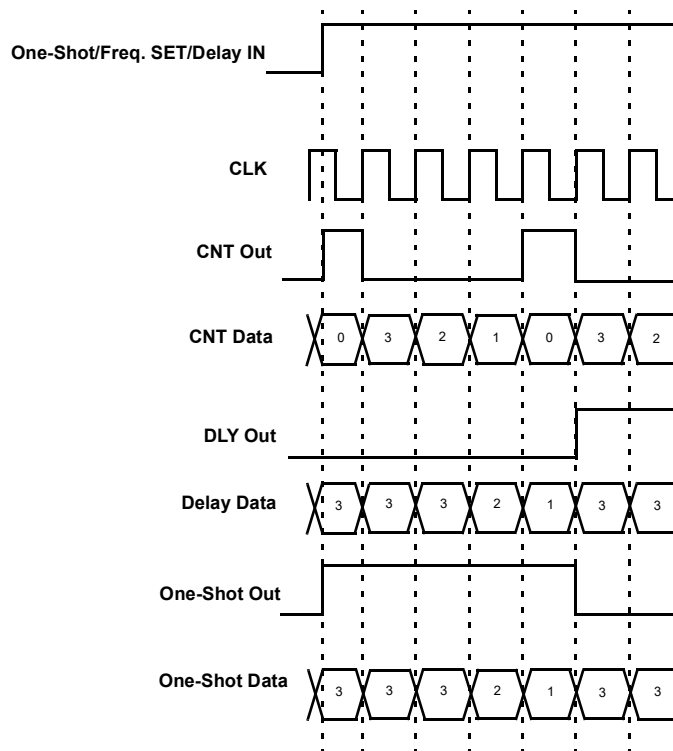 One-Shot/Freq. SET/Delay IN
CLK
CNT Out
CNT Data 0 3 2 1 0 3 2
DLY Out
Delay Data 3 3 3 2 1 3 3
One-Shot Out
One-Shot Data 3 3 3 2 1 3 3